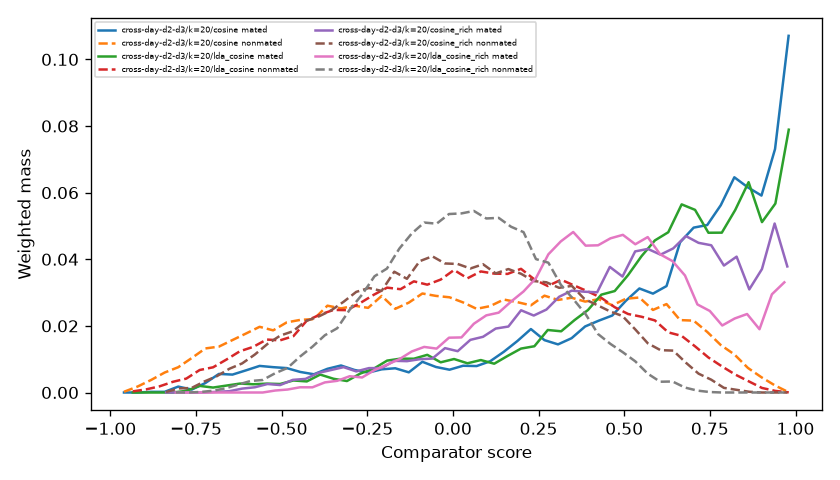 cross-day-d2-d3/k=20/cosine mated
cross-day-d2-d3/k=20/cosine nonmated
cross-day-d2-d3/k=20/lda_cosine mated
cross-day-d2-d3/k=20/lda_cosine nonmated
cross-day-d2-d3/k=20/cosine_rich mated
cross-day-d2-d3/k=20/cosine_rich nonmated
cross-day-d2-d3/k=20/lda_cosine_rich mated
cross-day-d2-d3/k=20/lda_cosine_rich nonmated
Weighted mass
0.10
0.08
0.06
0.04
0.02
0.00
−1.00 −0.75 −0.50 −0.25 0.00 0.25 0.50 0.75 1.00
Comparator score